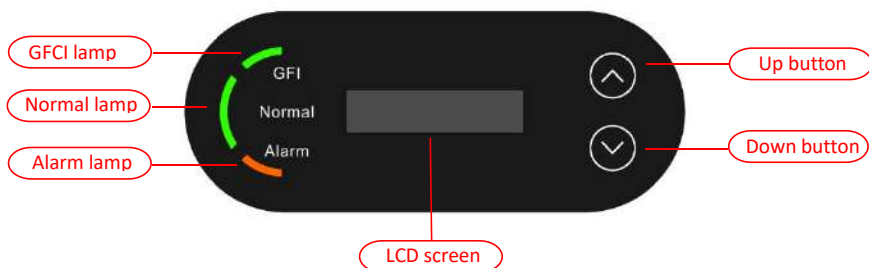 GFCI lamp
GFI
Up button
Normal lamp
Normal
Alarm
Alarm lamp
Down button
LCD screen